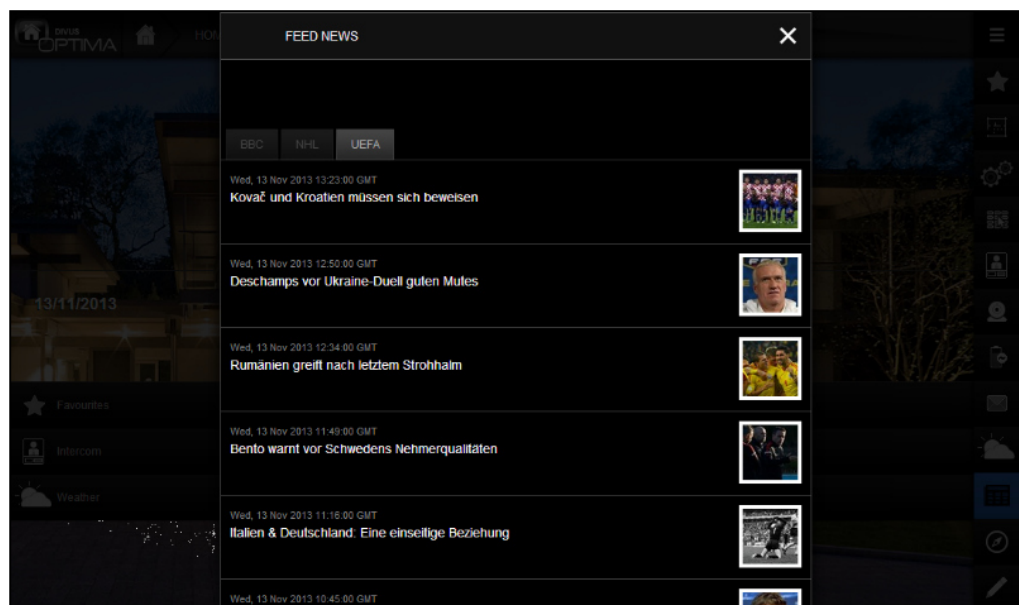 DIVUS
OPTIMA
FEED NEWS
BBC NHL UEFA
Wed, 13 Nov 2013 13:23:00 GMT
Kovač und Kroatien müssen sich beweisen
Wed, 13 Nov 2013 12:50:00 GMT
Deschamps vor Ukraine-Duell guten Mutes
13/11/2013
Wed, 13 Nov 2013 12:34:00 GMT
Rumänien greift nach letztem Strohhalm
Favourites
Wed, 13 Nov 2013 11:49:00 GMT
Bento warnt vor Schwedens Nehmerqualitäten
Intercom
Weather
Wed, 13 Nov 2013 11:16:00 GMT
Italien & Deutschland: Eine einseitige Beziehung
Wed, 13 Nov 2013 10:45:00 GMT